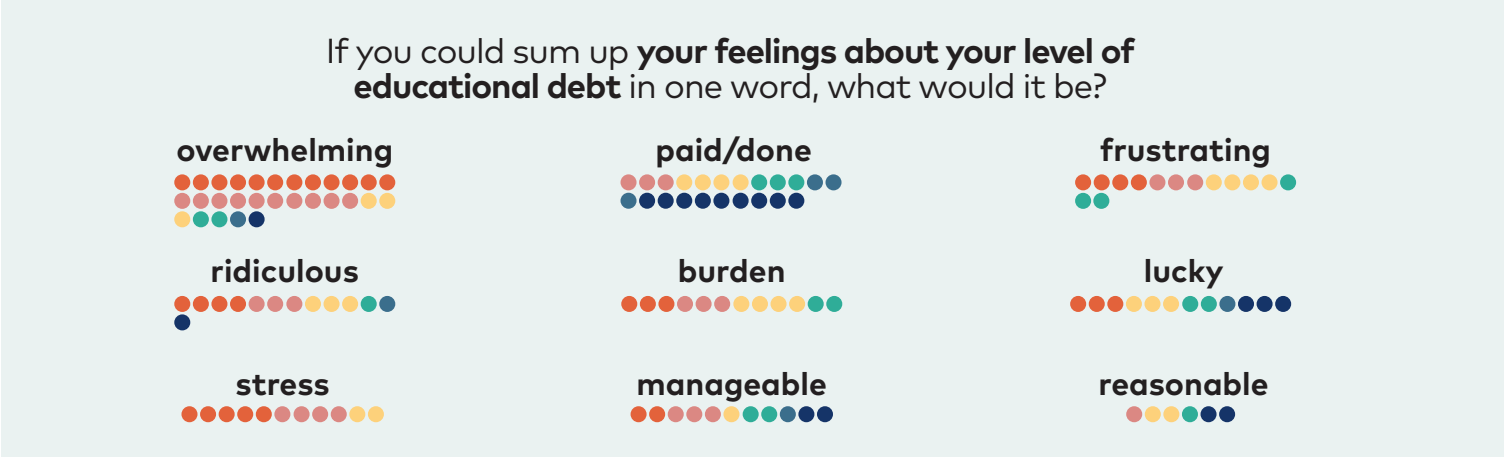 If you could sum up your feelings about your level of
educational debt in one word, what would it be?
overwhelming
paid/done
frustrating
ridiculous
burden
lucky
stress
manageable
reasonable